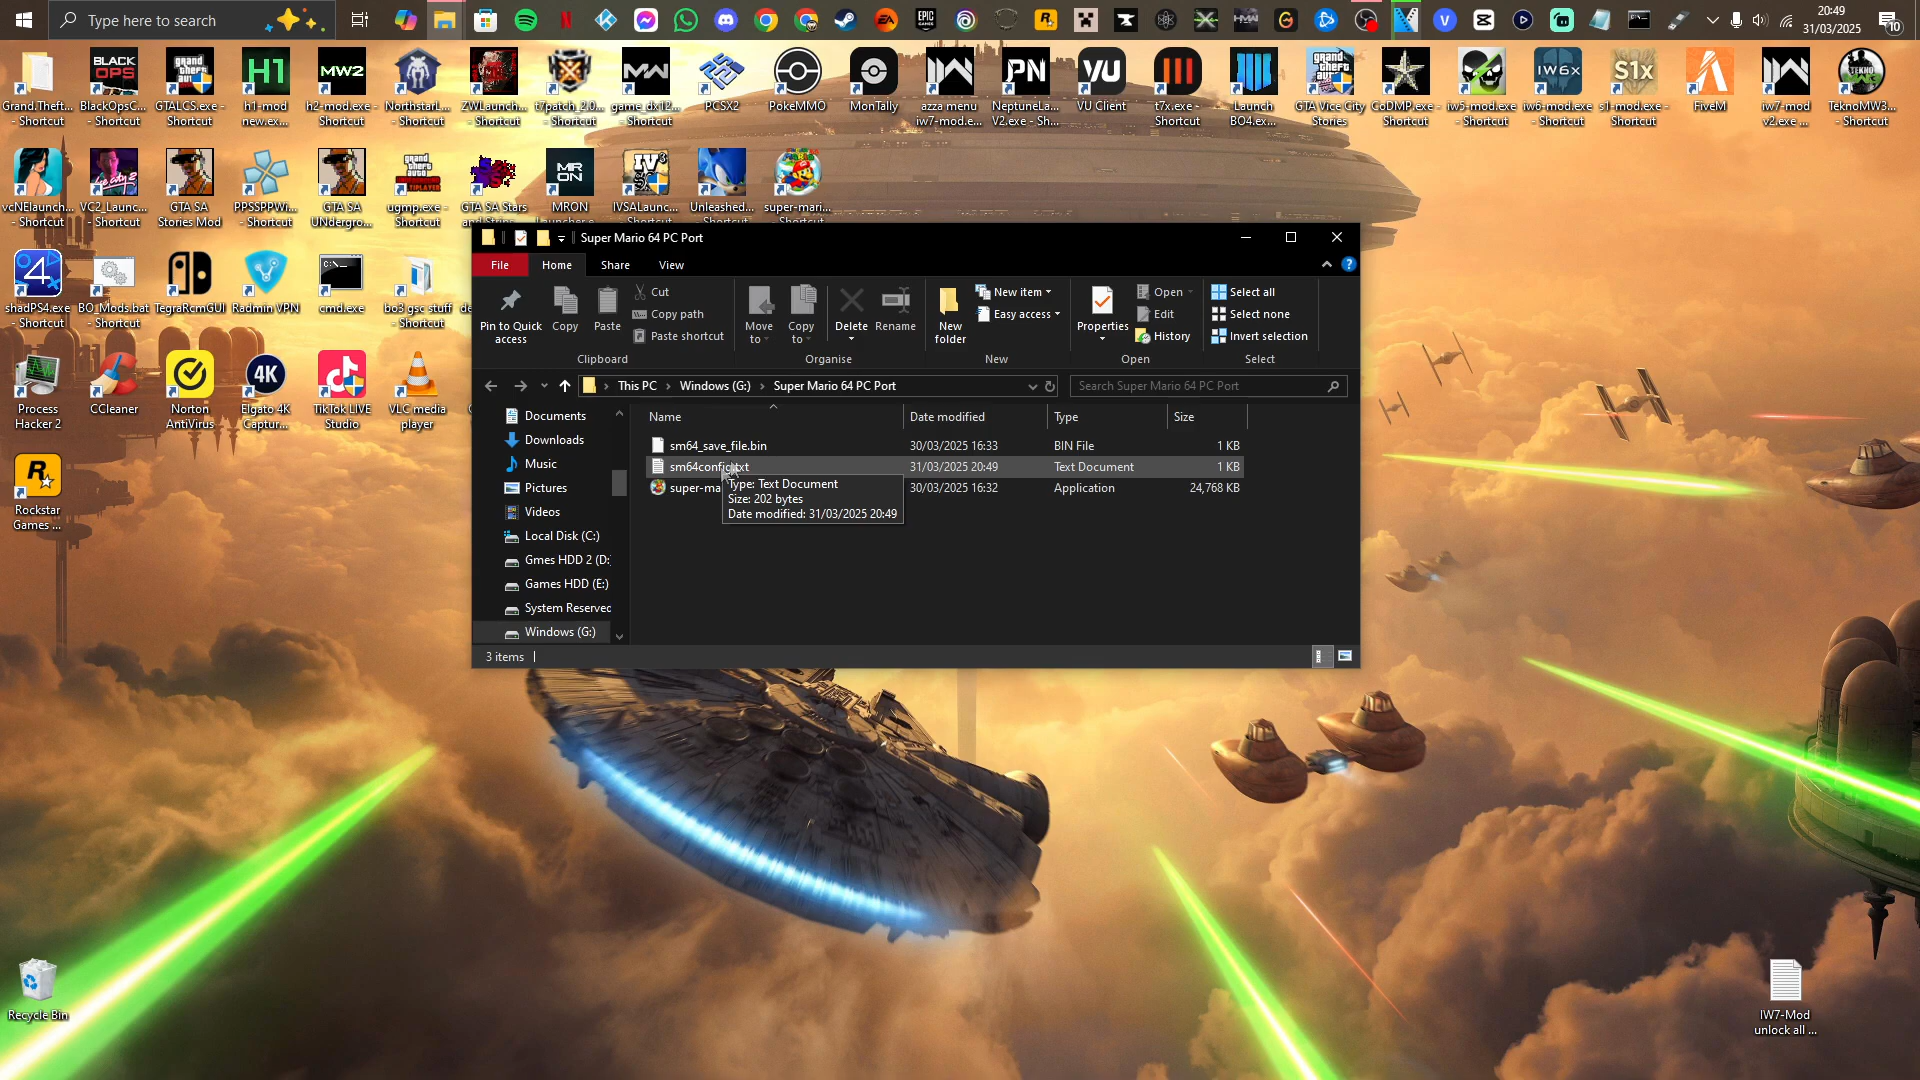 Type here to search
20:49
31/03/2025
10
Grand.Theft... - Shortcut
BlackOpsC... - Shortcut
GTALCS.exe - Shortcut
h1-mod new.ex...
h2-mod.exe - Shortcut
NorthstarL... - Shortcut
ZWLaunch... - Shortcut
t7patch_2.0... - Shortcut
game_dx12... - Shortcut
PCSX2
PokeMMO
MonTally
azza menu iw7-mod.e...
NeptuneLa... V2.exe - Sh...
VU Client
t7x.exe - Shortcut
Launch BO4.ex...
GTA Vice City Stories
CoDMP.exe - Shortcut
iw5-mod.exe - Shortcut
iw6-mod.exe - Shortcut
s1-mod.exe - Shortcut
FiveM
iw7-mod v2.exe ...
TeknoMW3... - Shortcut
vcNElaunch... - Shortcut
VC2_Launc... - Shortcut
GTA SA Stories Mod
PPSSPPWi... - Shortcut
GTA SA UNdergro...
ugmp.exe - Shortcut
GTA SA Stars
MRON
IVSALaunc...
Unleashed...
super-mari...
shadPS4.exe - Shortcut
BO_Mods.bat - Shortcut
TegraRcmGUI
Radmin VPN
cmd.exe
bo3 gsc stuff - Shortcut
Process Hacker 2
CCleaner
Norton AntiVirus
Elgato 4K Captur...
TikTok LIVE Studio
VLC media player
Rockstar Games ...
Super Mario 64 PC Port
File
Home
Share
View
Pin to Quick access
Copy
Paste
Cut
Copy path
Paste shortcut
Clipboard
Move to
Copy to
Delete
Rename
Organise
New folder
New item
Easy access
New
Properties
Open
Edit
History
Open
Select all
Select none
Invert selection
Select
This PC
Windows (G:)
Super Mario 64 PC Port
Search Super Mario 64 PC Port
Name
Date modified
Type
Size
Documents
Downloads
Music
Pictures
Videos
Local Disk (C:)
Gmes HDD 2 (D:
Games HDD (E:)
System Reserved
Windows (G:)
sm64_save_file.bin
30/03/2025 16:33
BIN File
1 KB
sm64config.txt
31/03/2025 20:49
Text Document
1 KB
super-ma
30/03/2025 16:32
Application
24,768 KB
Type: Text Document
Size: 202 bytes
Date modified: 31/03/2025 20:49
3 items
Recycle Bin
IW7-Mod unlock all ...